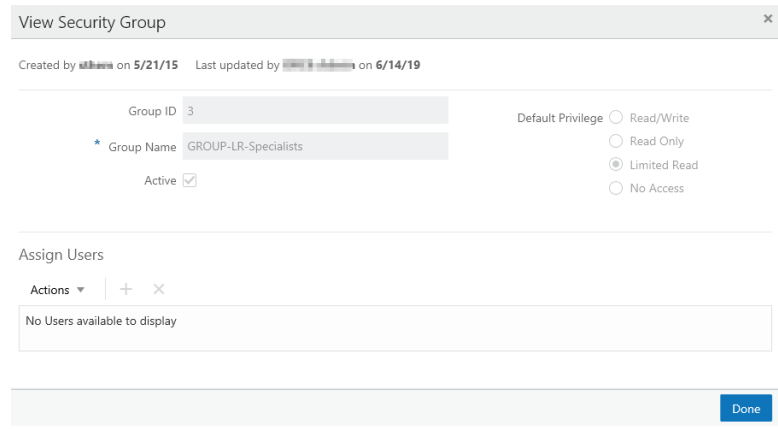 View Security Group
Created by on 5/21/15 Last updated by on 6/14/19
Group ID 3
* Group Name GROUP-LR-Specialists
Active
Default Privilege Read/Write
Read Only
Limited Read
No Access
Assign Users
Actions
No Users available to display
Done